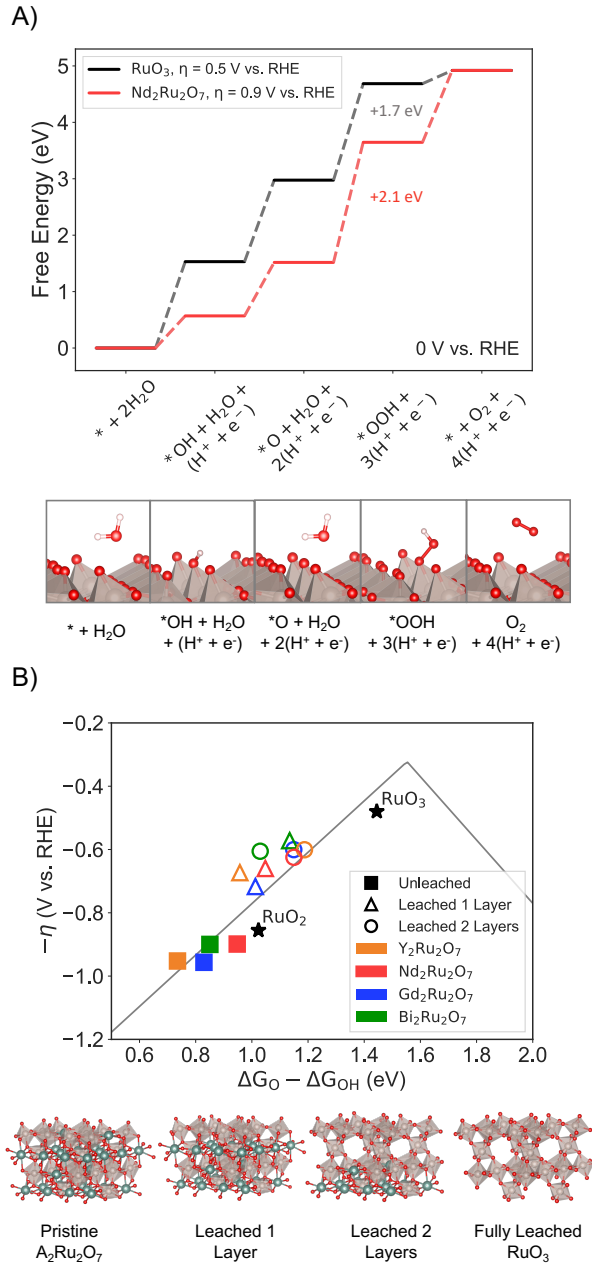 A)
RuO₃, η = 0.5 V vs. RHE
Nd₂Ru₂O₇, η = 0.9 V vs. RHE
5
4
3
2
1
0
Free Energy (eV)
+1.7 eV
+2.1 eV
0 V vs. RHE
* + 2H₂O
*OH + H₂O +
(H⁺ + e⁻)
*O + H₂O +
2(H⁺ + e⁻)
*OOH +
3(H⁺ + e⁻)
* + O₂ +
4(H⁺ + e⁻)
* + H₂O
*OH + H₂O
+ (H⁺ + e⁻)
*O + H₂O
+ 2(H⁺ + e⁻)
*OOH
+ 3(H⁺ + e⁻)
O₂
+ 4(H⁺ + e⁻)
B)
−0.2
−0.4
−0.6
−0.8
−1.0
−1.2
−η (V vs. RHE)
RuO₃
RuO₂
Unleached
Leached 1 Layer
Leached 2 Layers
Y₂Ru₂O₇
Nd₂Ru₂O₇
Gd₂Ru₂O₇
Bi₂Ru₂O₇
0.6 0.8 1.0 1.2 1.4 1.6 1.8 2.0
ΔG_O − ΔG_OH (eV)
Pristine
A₂Ru₂O₇
Leached 1
Layer
Leached 2
Layers
Fully Leached
RuO₃